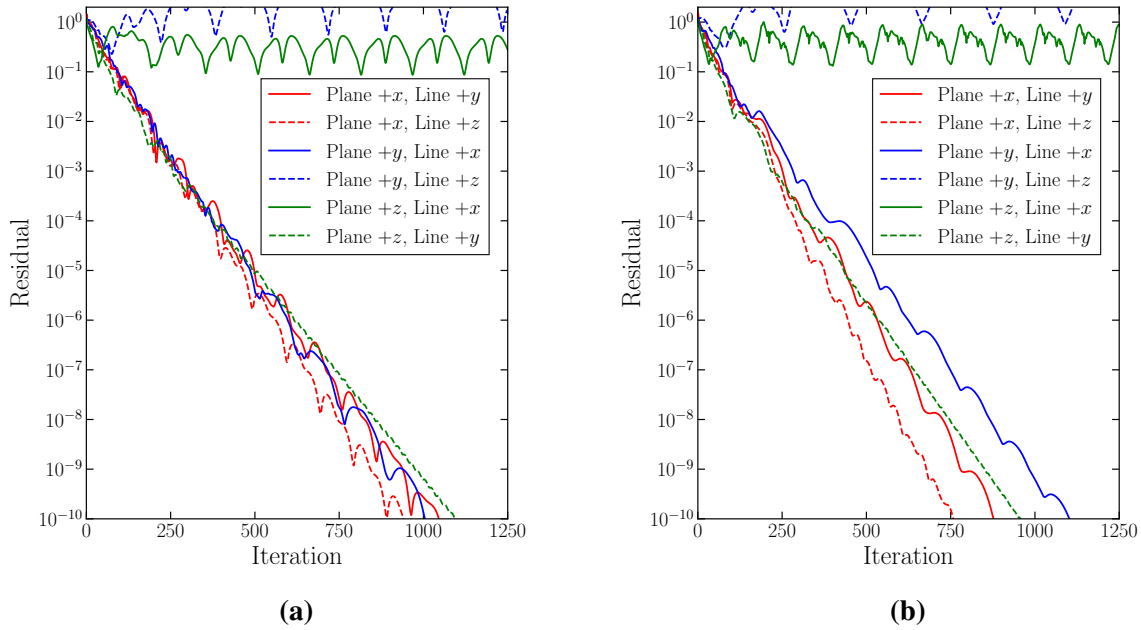 10^0
10^-1
10^-2
10^-3
10^-4
10^-5
10^-6
10^-7
10^-8
10^-9
10^-10
Residual
0 250 500 750 1000 1250
Iteration
Plane +x, Line +y
Plane +x, Line +z
Plane +y, Line +x
Plane +y, Line +z
Plane +z, Line +x
Plane +z, Line +y
(a)
10^0
10^-1
10^-2
10^-3
10^-4
10^-5
10^-6
10^-7
10^-8
10^-9
10^-10
Residual
0 250 500 750 1000 1250
Iteration
Plane +x, Line +y
Plane +x, Line +z
Plane +y, Line +x
Plane +y, Line +z
Plane +z, Line +x
Plane +z, Line +y
(b)